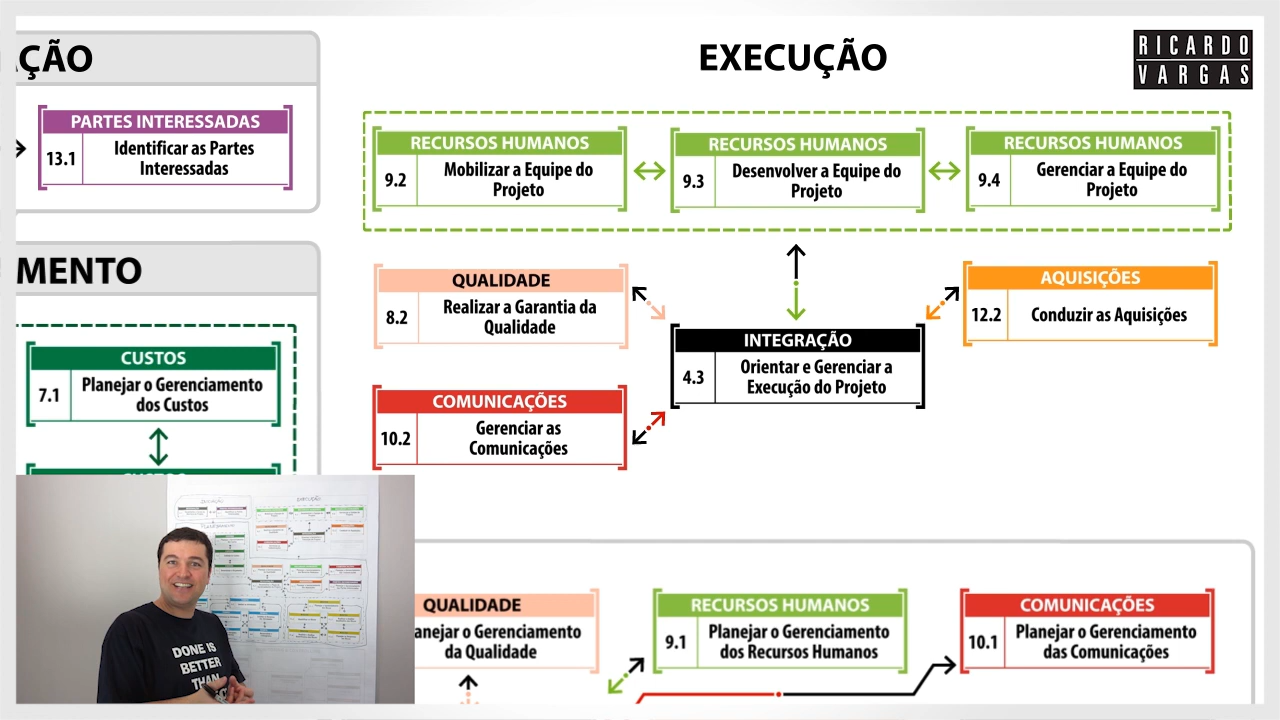 AÇÃO
EXECUÇÃO
RICARDO
VARGAS
PARTES INTERESSADAS
13.1
Identificar as Partes
Interessadas
RECURSOS HUMANOS
9.2
Mobilizar a Equipe do
Projeto
RECURSOS HUMANOS
9.3
Desenvolver a Equipe do
Projeto
RECURSOS HUMANOS
9.4
Gerenciar a Equipe do
Projeto
MENTO
QUALIDADE
8.2
Realizar a Garantia da
Qualidade
AQUISIÇÕES
12.2
Conduzir as Aquisições
INTEGRAÇÃO
4.3
Orientar e Gerenciar a
Execução do Projeto
CUSTOS
7.1
Planejar o Gerenciamento
dos Custos
COMUNICAÇÕES
10.2
Gerenciar as
Comunicações
CUSTOS
QUALIDADE
anejar o Gerenciamento
da Qualidade
RECURSOS HUMANOS
9.1
Planejar o Gerenciamento
dos Recursos Humanos
COMUNICAÇÕES
10.1
Planejar o Gerenciamento
das Comunicações
DONE IS
BETTER
THAN